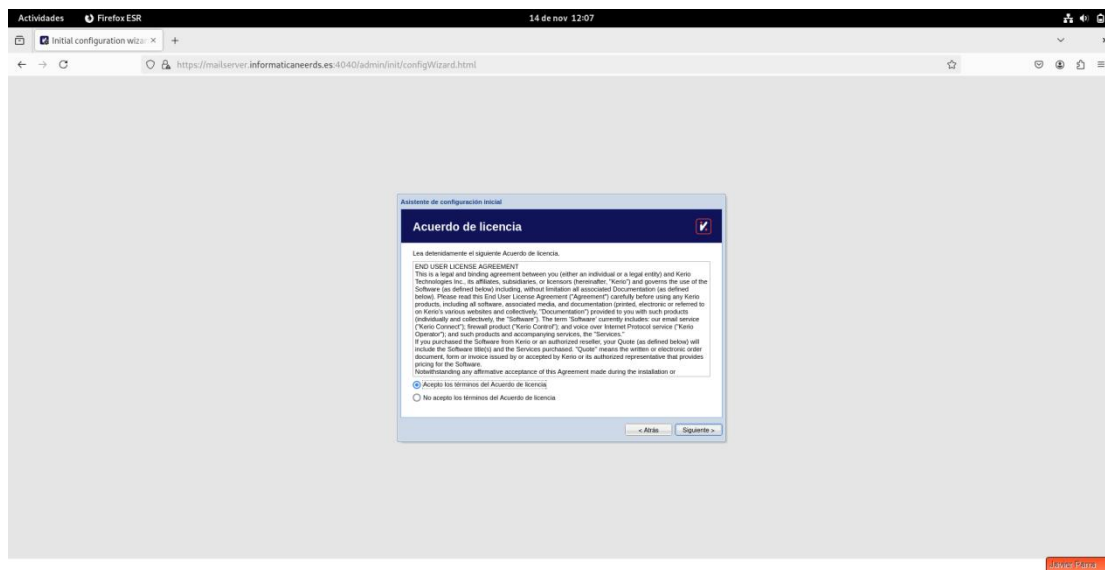 Actividades Firefox ESR 14 de nov 12:07
Initial configuration wiza × +
https://mailserver.informaticaneerds.es:4040/admin/init/configWizard.html
Asistente de configuración inicial
Acuerdo de licencia
Lea detenidamente el siguiente Acuerdo de licencia.
END USER LICENSE AGREEMENT
This is a legal and binding agreement between you (either an individual or a legal entity) and Kerio
Technologies Inc., its affiliates, subsidiaries, or licensors (hereinafter, "Kerio") and governs the use of the
Software (as defined below) including, without limitation all associated Documentation (as defined
below). Please read this End User License Agreement ("Agreement") carefully before using any Kerio
products, including all software, associated media, and documentation (printed, electronic or referred to
on Kerio's various websites and collectively, "Documentation") provided to you with such products
(individually and collectively, the "Software"). The term 'Software' currently includes: our email service
("Kerio Connect"); firewall product ("Kerio Control"); and voice over Internet Protocol service ("Kerio
Operator"); and such products and accompanying services, the "Services."
If you purchased the Software from Kerio or an authorized reseller, your Quote (as defined below) will
include the Software title(s) and the Services purchased. "Quote" means the written or electronic order
document, form or invoice issued by or accepted by Kerio or its authorized representative that provides
pricing for the Software.
Notwithstanding any affirmative acceptance of this Agreement made during the installation or
Acepto los términos del Acuerdo de licencia
No acepto los términos del Acuerdo de licencia
< Atrás Siguiente >
Javier Parra